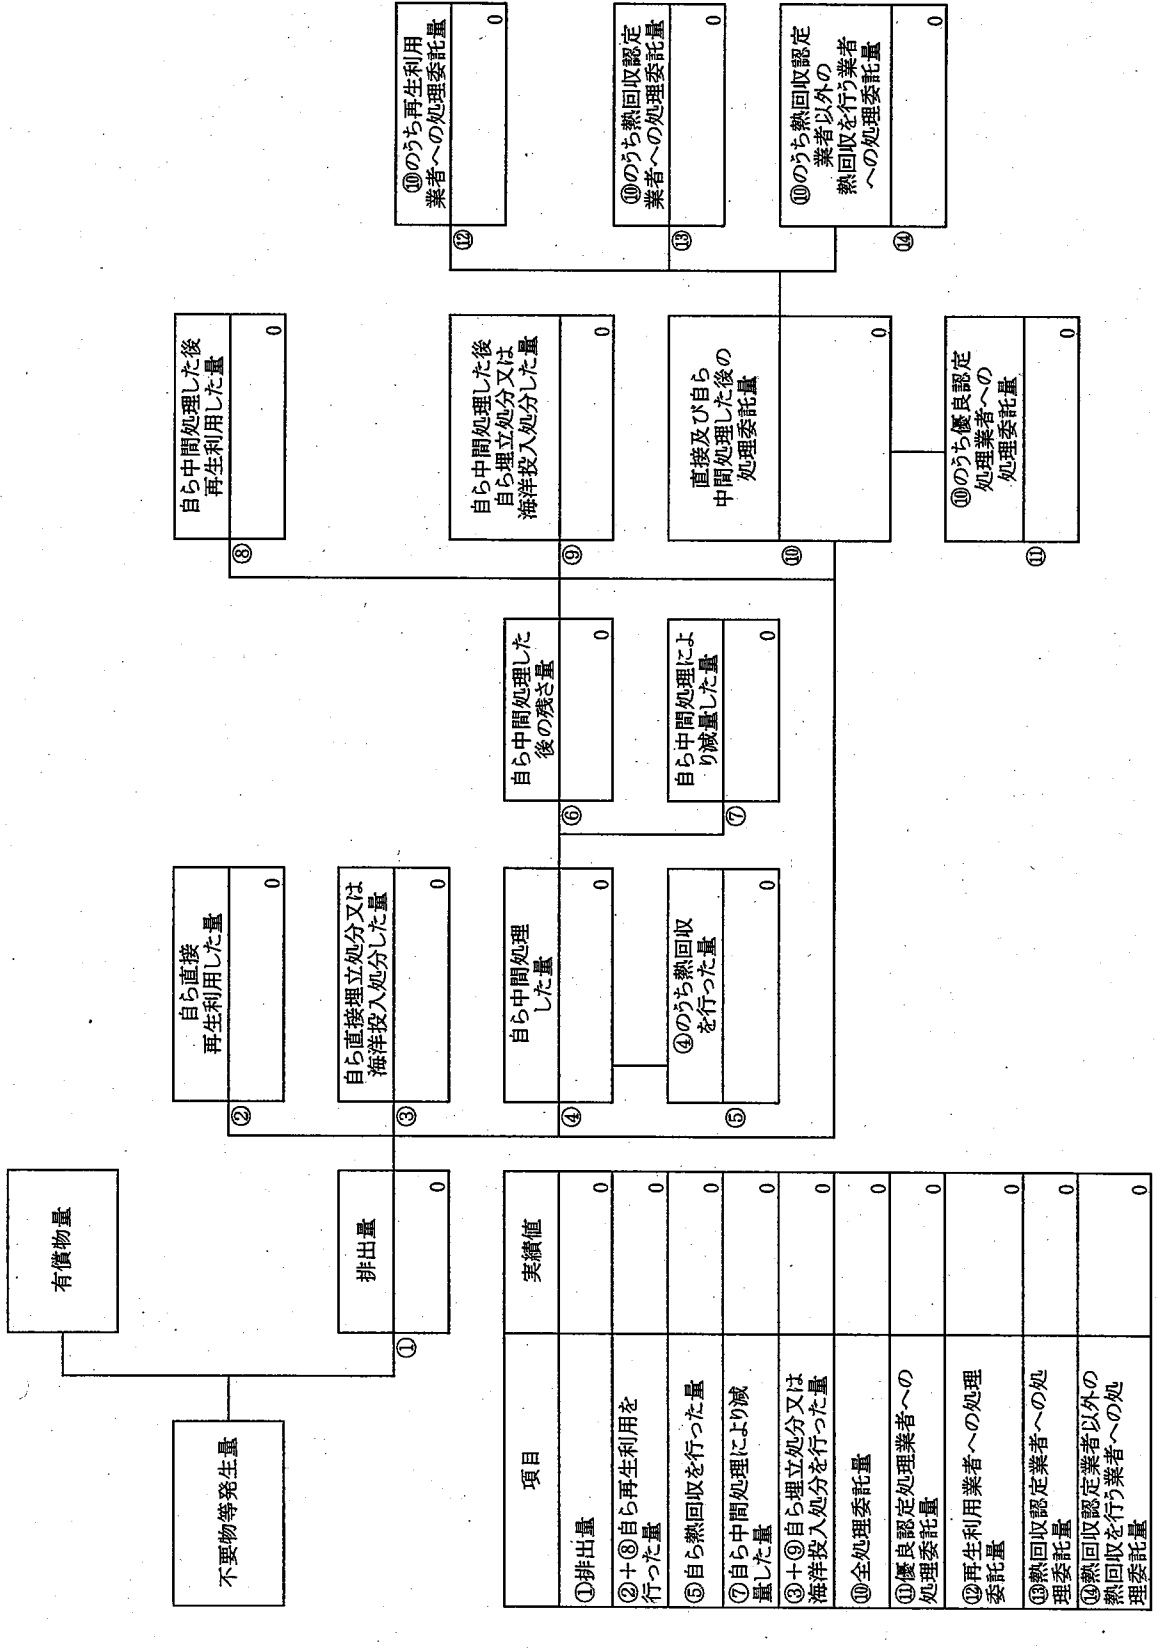 不要物等発生量
有償物量
排出量
①
0
②
自ら直接
再生利用した量
0
③
自ら直接埋立処分又は
海洋投入処分した量
0
④
自ら中間処理
した量
0
⑤
④のうち熱回収
を行った量
0
⑥
自ら中間処理した
後の残さ量
0
⑦
自ら中間処理によ
り減量した量
0
⑧
自ら中間処理した後
再生利用した量
0
⑨
自ら中間処理した後
自ら埋立処分又は
海洋投入処分した量
0
⑩
直接及び自ら
中間処理した後の
処理委託量
0
⑪
⑩のうち優良認定
処理業者への
処理委託量
0
⑫
⑩のうち再生利用
業者への処理委託量
0
⑬
⑩のうち熱回収認定
業者への処理委託量
0
⑭
⑩のうち熱回収認定
業者以外の
熱回収を行う業者
への処理委託量
0
項目 実績値
①排出量 0
②+⑧自ら再生利用を
行った量 0
⑤自ら熱回収を行った量 0
⑦自ら中間処理により減
量した量 0
③+⑨自ら埋立処分又は
海洋投入処分を行った量 0
⑩全処理委託量 0
⑪優良認定処理業者への
処理委託量 0
⑫再生利用業者への処理
委託量 0
⑬熱回収認定業者への処
理委託量 0
⑭熱回収認定業者以外の
熱回収を行う業者への処
理委託量 0